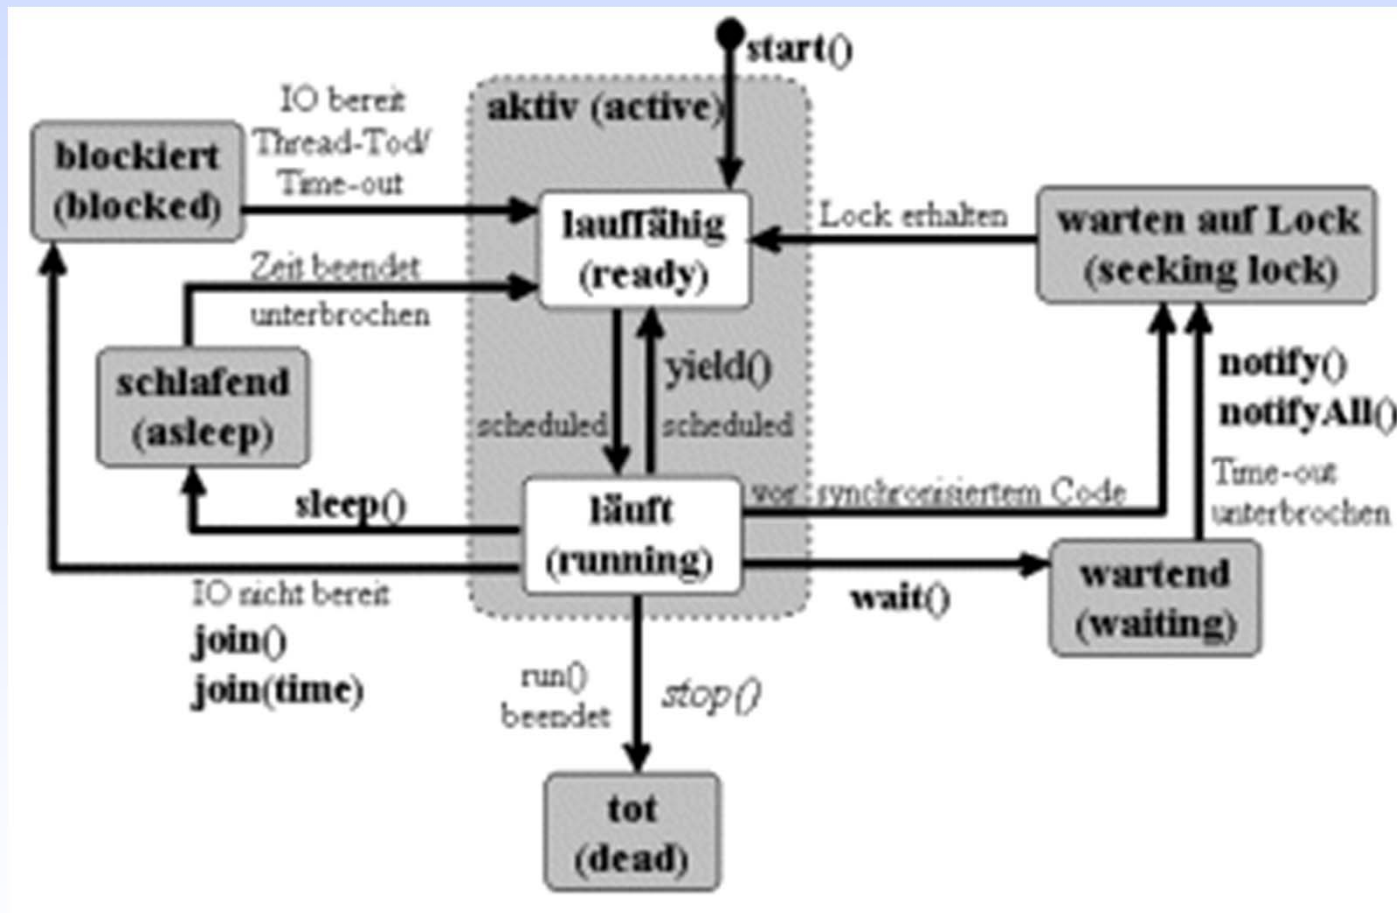 start()
aktiv (active)
IO bereit
Thread-Tod/
Time-out
blockiert
(blocked)
lauffähig
(ready)
Lock erhalten
warten auf Lock
(seeking lock)
Zeit beendet
unterbrochen
schlafend
(asleep)
yield()
scheduled
scheduled
notify()
notifyAll()
Time-out
unterbrochen
sleep()
läuft
(running)
vor synchronisiertem Code
wait()
wartend
(waiting)
IO nicht bereit
join()
join(time)
run()
beendet
stop()
tot
(dead)